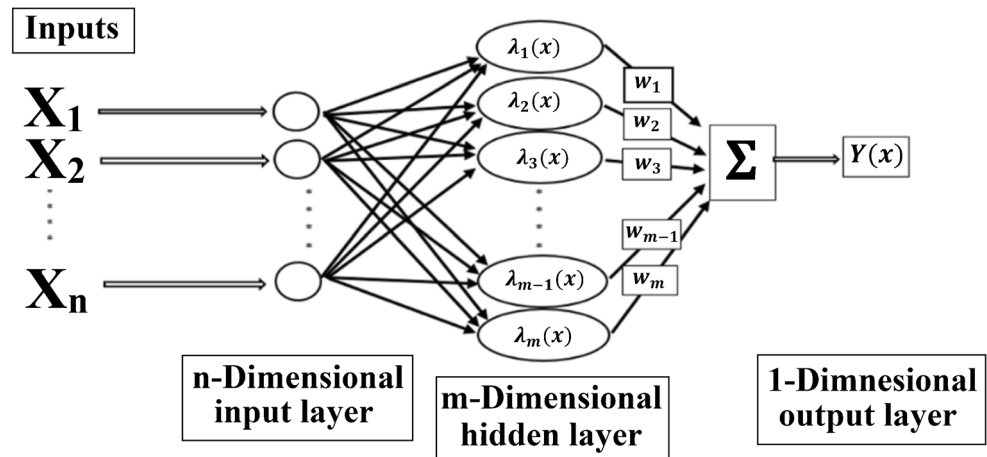 Inputs
X₁
X₂
Xₙ
λ₁(x)
λ₂(x)
λ₃(x)
λₘ₋₁(x)
λₘ(x)
w₁
w₂
w₃
wₘ₋₁
wₘ
Σ
Y(x)
n-Dimensional
input layer
m-Dimensional
hidden layer
1-Dimnesional
output layer